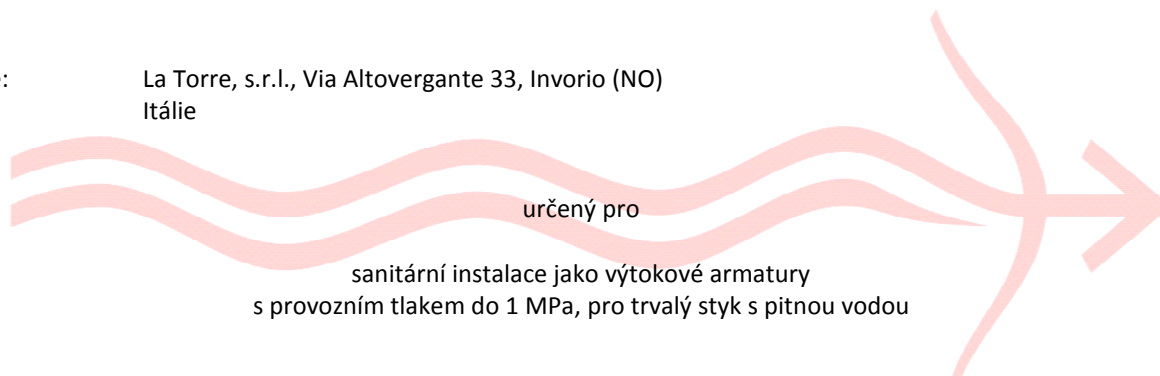 La Torre, s.r.l., Via Altovergante 33, Invorio (NO)
Itálie
určený pro
sanitární instalace jako výtokové armatury
s provozním tlakem do 1 MPa, pro trvalý styk s pitnou vodou